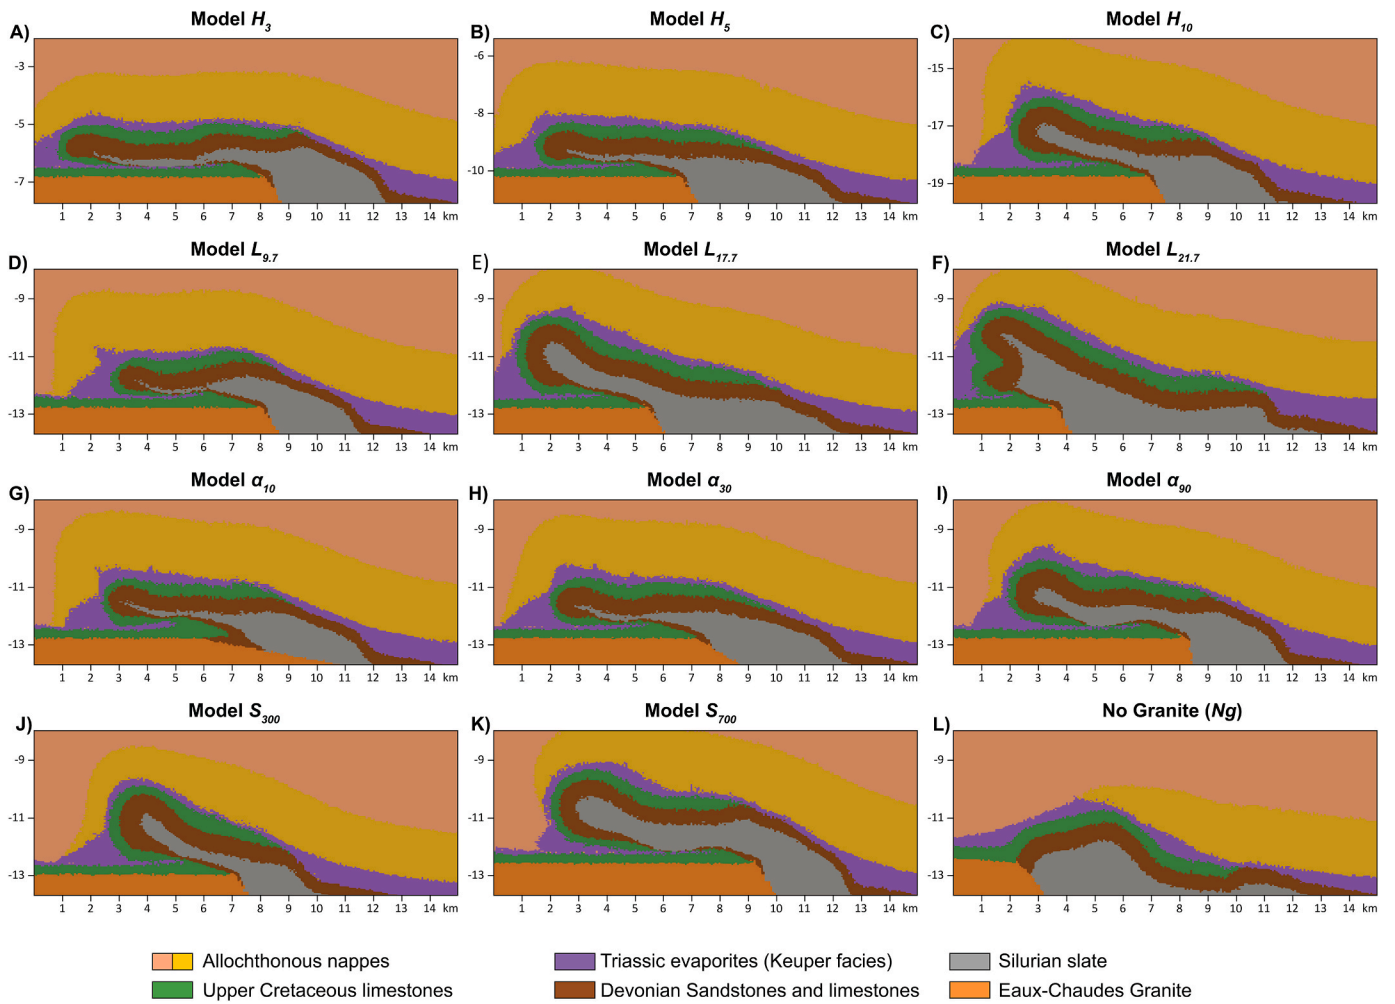 Model H3
Model H5
Model H10
A)
B)
C)
-3
-5
-7
-6
-8
-10
-15
-17
-19
1 2 3 4 5 6 7 8 9 10 11 12 13 14 km
1 2 3 4 5 6 7 8 9 10 11 12 13 14 km
1 2 3 4 5 6 7 8 9 10 11 12 13 14 km
Model L9.7
Model L17.7
Model L21.7
D)
E)
F)
-9
-11
-13
-9
-11
-13
-9
-11
-13
1 2 3 4 5 6 7 8 9 10 11 12 13 14 km
1 2 3 4 5 6 7 8 9 10 11 12 13 14 km
1 2 3 4 5 6 7 8 9 10 11 12 13 14 km
Model α10
Model α30
Model α90
G)
H)
I)
-9
-11
-13
-9
-11
-13
-9
-11
-13
1 2 3 4 5 6 7 8 9 10 11 12 13 14 km
1 2 3 4 5 6 7 8 9 10 11 12 13 14 km
1 2 3 4 5 6 7 8 9 10 11 12 13 14 km
Model S300
Model S700
No Granite (Ng)
J)
K)
L)
-9
-11
-13
-9
-11
-13
-9
-11
-13
1 2 3 4 5 6 7 8 9 10 11 12 13 14 km
1 2 3 4 5 6 7 8 9 10 11 12 13 14 km
1 2 3 4 5 6 7 8 9 10 11 12 13 14 km
Allochthonous nappes
Triassic evaporites (Keuper facies)
Silurian slate
Upper Cretaceous limestones
Devonian Sandstones and limestones
Eaux-Chaudes Granite